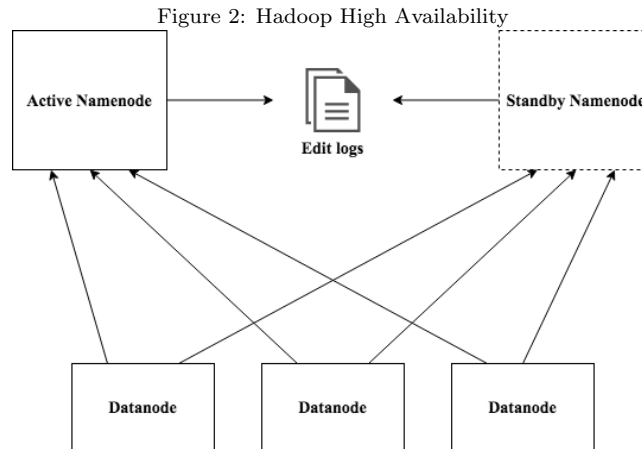 Figure 2: Hadoop High Availability
Active Namenode
Standby Namenode
Edit logs
Datanode
Datanode
Datanode